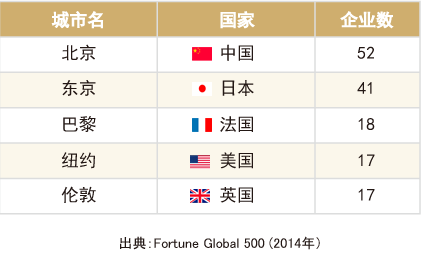 城市名 国家 企业数
北京 中国 52
东京 日本 41
巴黎 法国 18
纽约 美国 17
伦敦 英国 17
出典：Fortune Global 500（2014年）